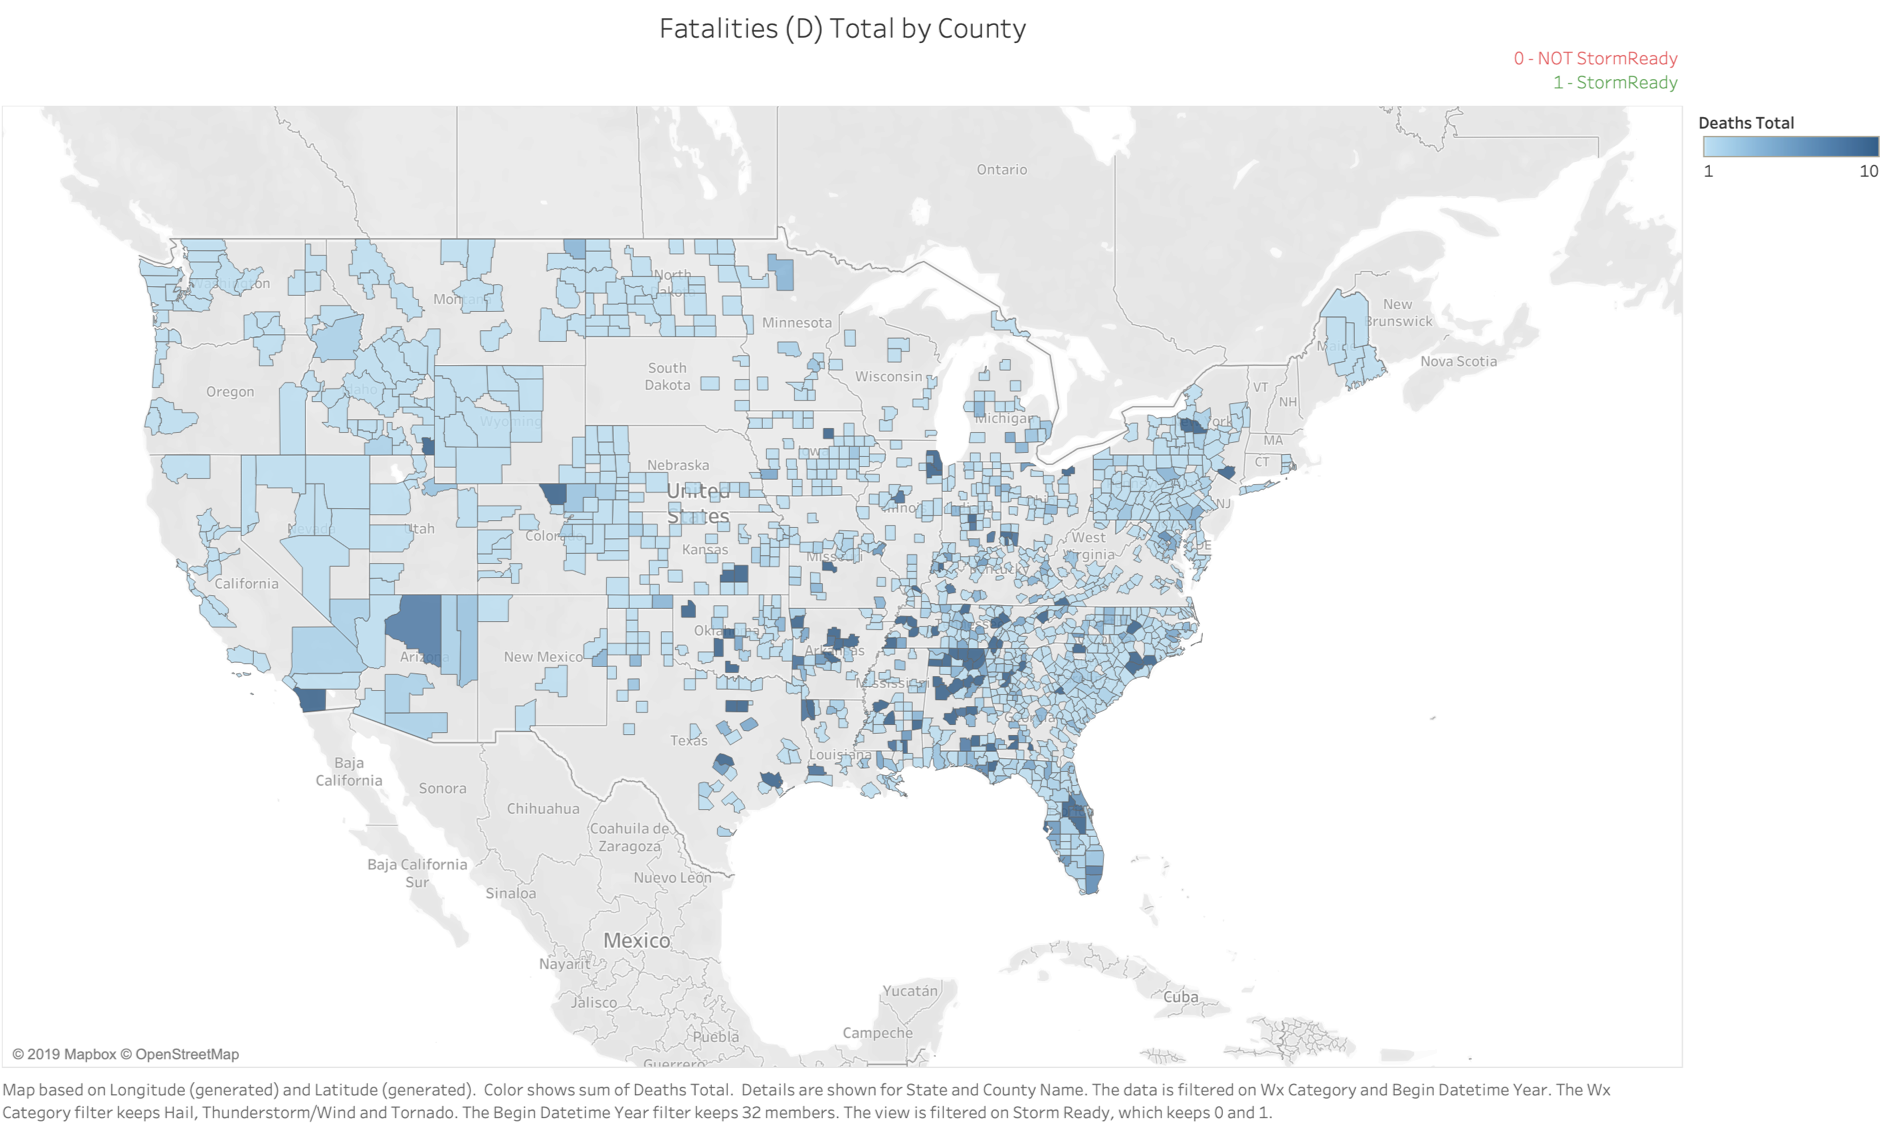 Fatalities (D) Total by County
0 - NOT StormReady
1 - StormReady
Deaths Total
1 10
Ontario
Washington
North
Dakota
Montana
Minnesota
New
Brunswick
Nova Scotia
South
Dakota
Wisconsin
Oregon
Idaho
Wyoming
Michigan
VT
NH
MA
CT
New York
Iowa
Nebraska
United
States
Illinois
Indiana
Ohio
NJ
Nevada
Utah
Colorado
Kansas
Missouri
West
Virginia
DE
Kentucky
California
Oklahoma
Arkansas
Arizona
New Mexico
Mississippi
Georgia
Texas
Louisiana
Baja
California
Sonora
Chihuahua
Coahuila de
Zaragoza
Baja California
Sur
Sinaloa
Nuevo León
Mexico
Nayarit
Yucatán
Jalisco
Cuba
Campeche
Puebla
Guerrero
© 2019 Mapbox © OpenStreetMap
Map based on Longitude (generated) and Latitude (generated).  Color shows sum of Deaths Total.  Details are shown for State and County Name. The data is filtered on Wx Category and Begin Datetime Year. The Wx
Category filter keeps Hail, Thunderstorm/Wind and Tornado. The Begin Datetime Year filter keeps 32 members. The view is filtered on Storm Ready, which keeps 0 and 1.